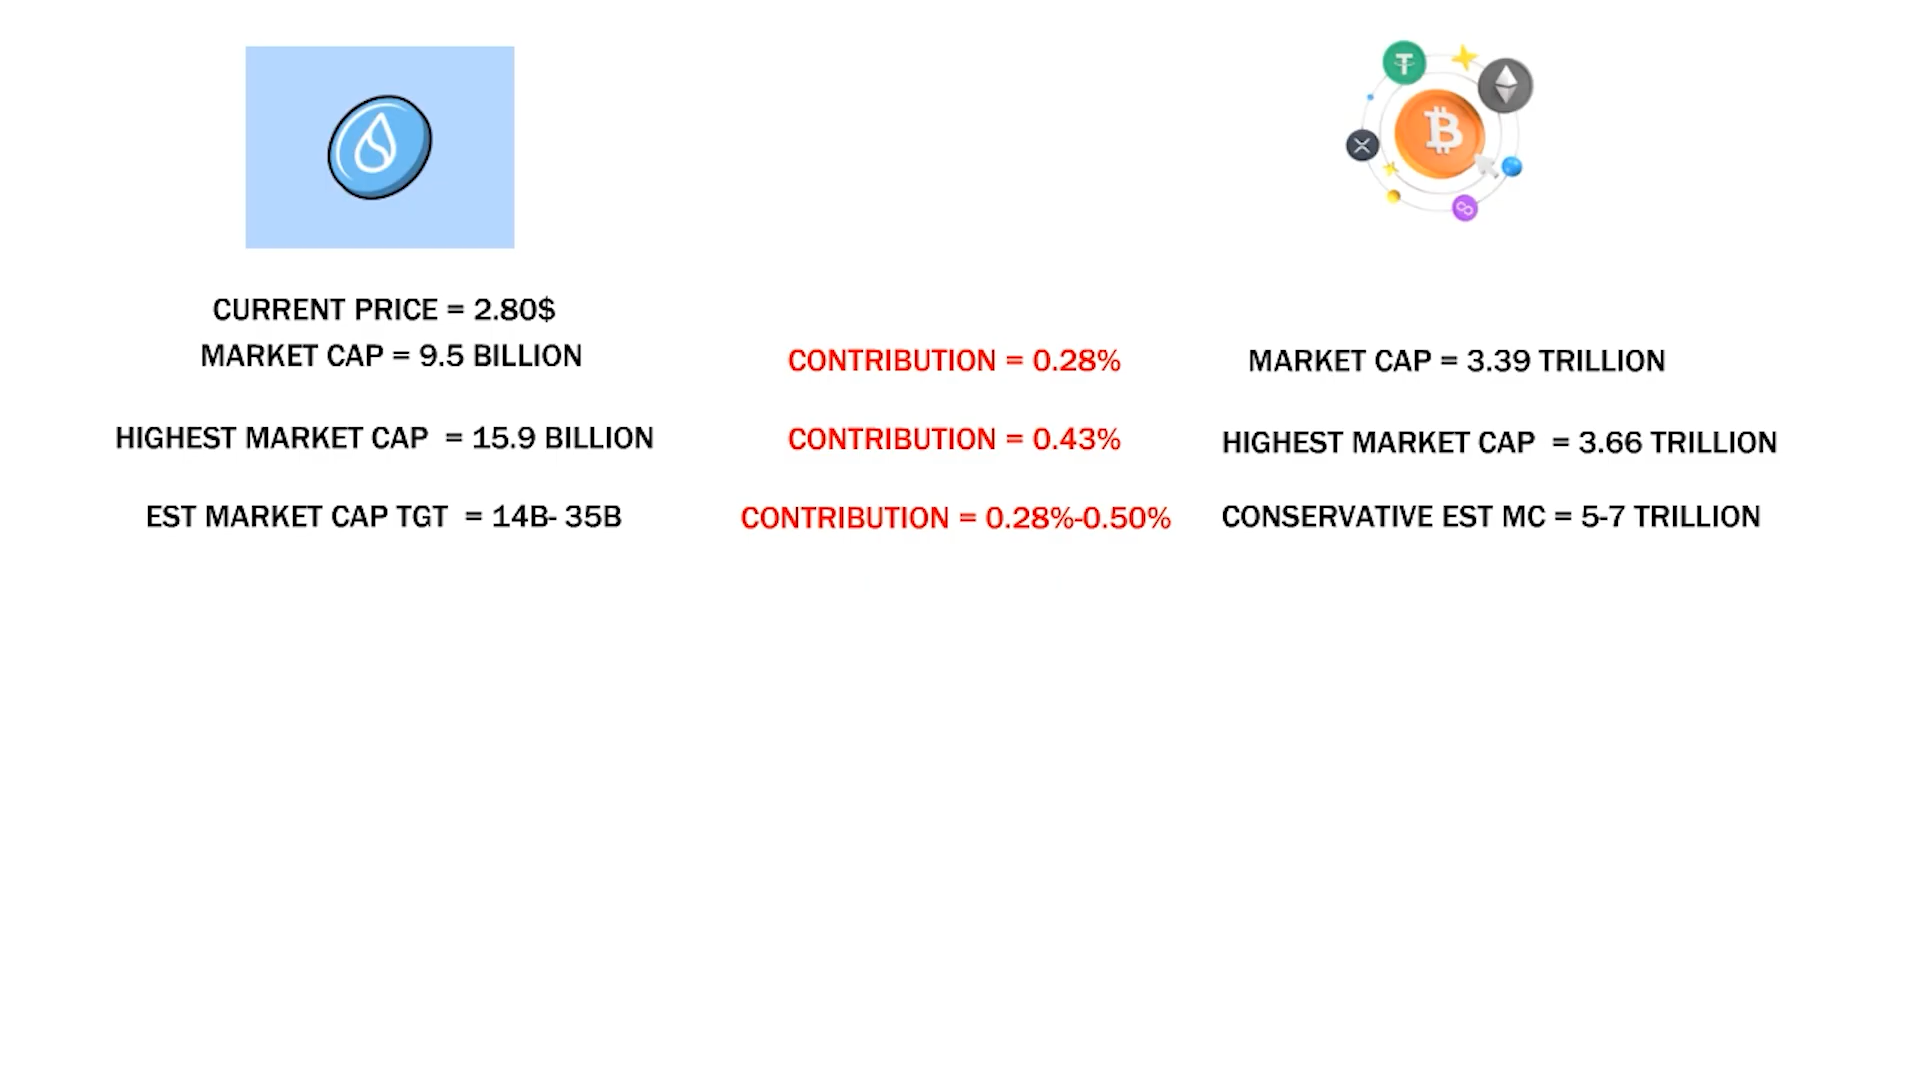 CURRENT PRICE = 2.80$
MARKET CAP = 9.5 BILLION
CONTRIBUTION = 0.28%
MARKET CAP = 3.39 TRILLION
HIGHEST MARKET CAP = 15.9 BILLION
CONTRIBUTION = 0.43%
HIGHEST MARKET CAP = 3.66 TRILLION
EST MARKET CAP TGT = 14B- 35B
CONTRIBUTION = 0.28%-0.50%
CONSERVATIVE EST MC = 5-7 TRILLION